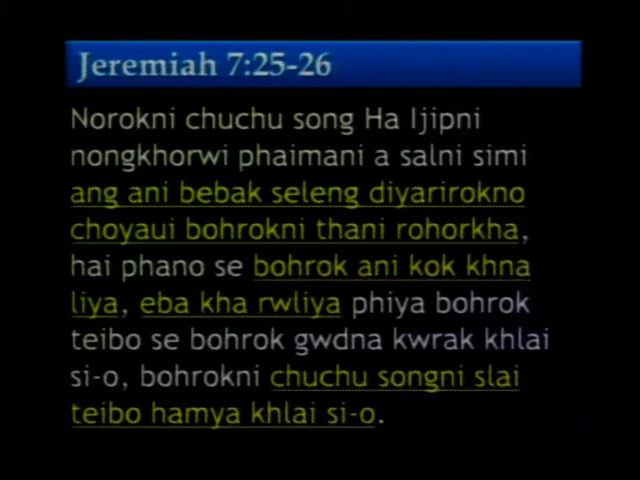 Jeremiah 7:25-26
Norokni chuchu song Ha Ijipni
nongkhorwi phaimani a salni simi
ang ani bebak seleng diyarirokno
choyaui bohrokni thani rohorkha,
hai phano se bohrok ani kok khna
liya, eba kha rwliya phiya bohrok
teibo se bohrok gwdna kwrak khlai
si-o, bohrokni chuchu songni slai
teibo hamya khlai si-o.